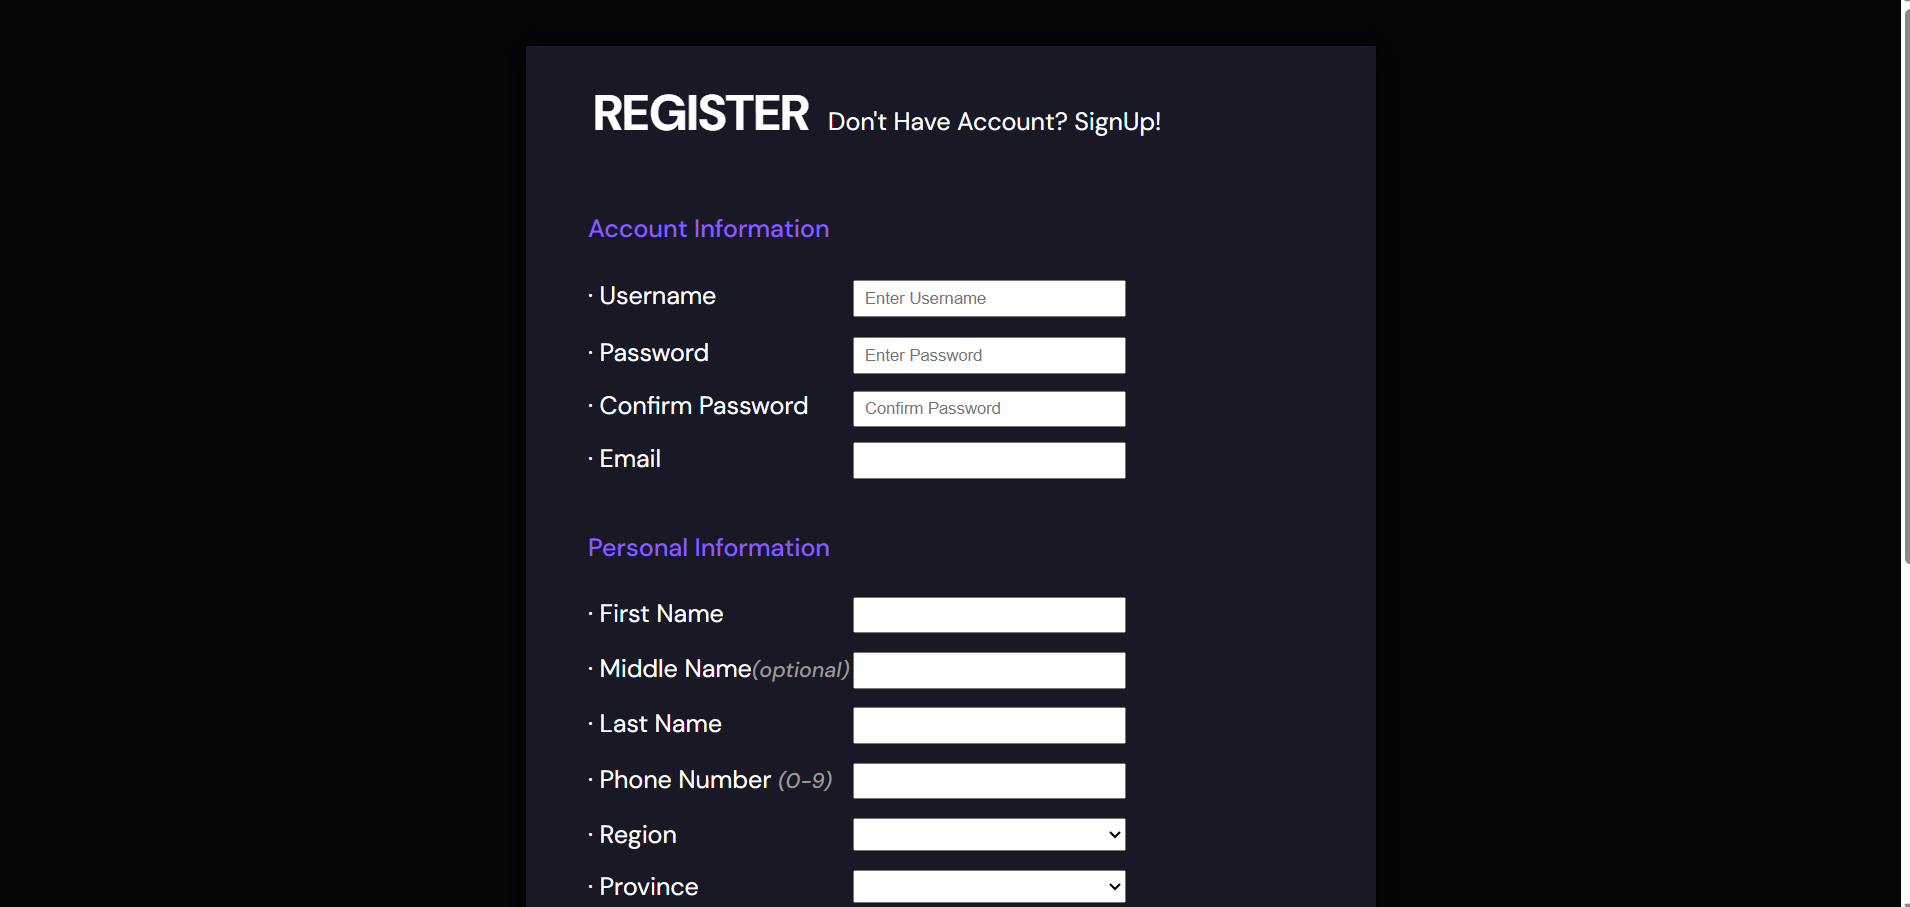 REGISTER Don't Have Account? SignUp!
Account Information
· Username Enter Username
· Password Enter Password
· Confirm Password Confirm Password
· Email
Personal Information
· First Name
· Middle Name(optional)
· Last Name
· Phone Number (0-9)
· Region
· Province